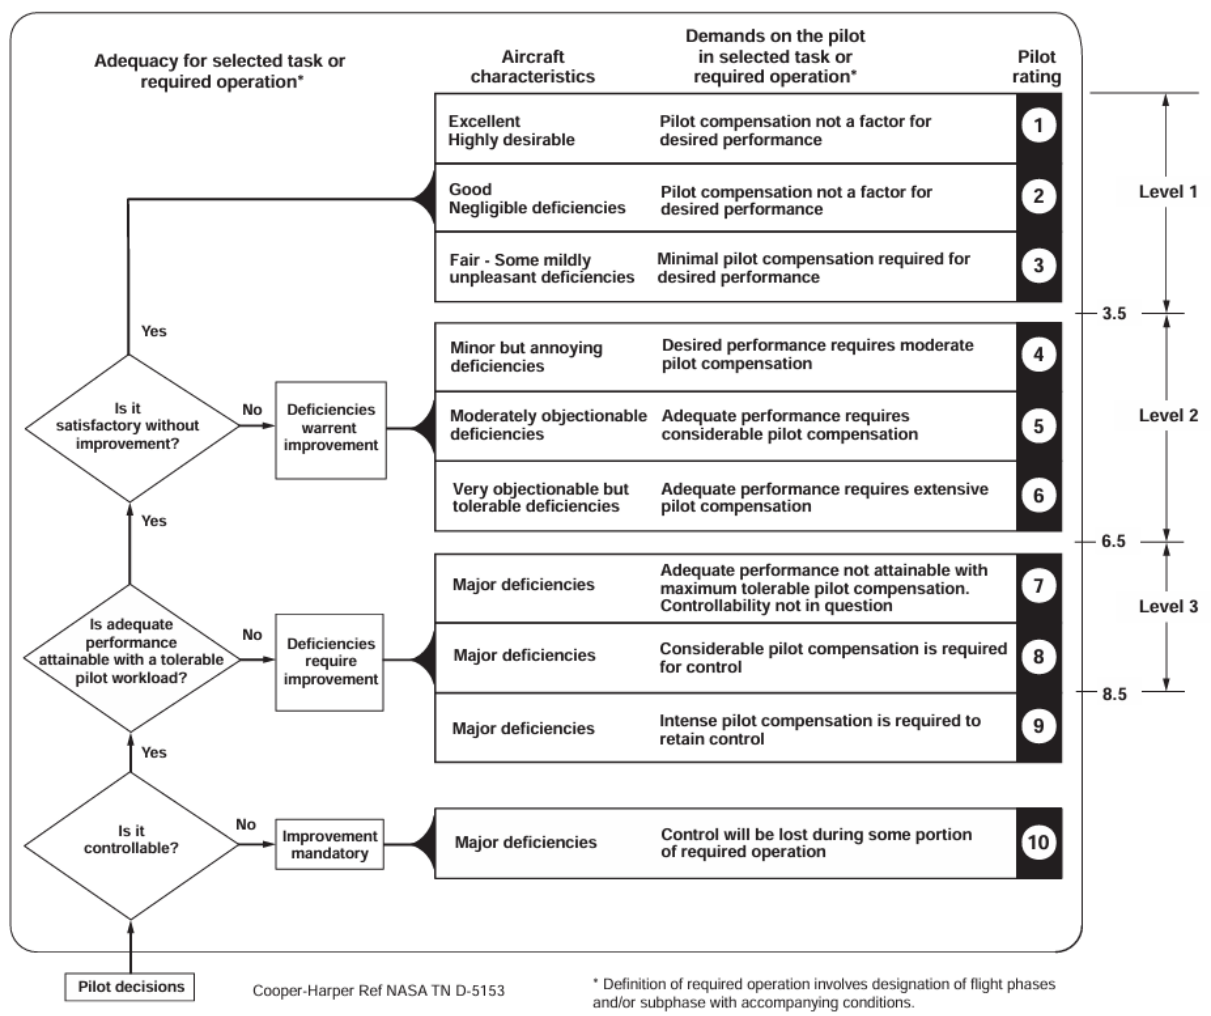 Adequacy for selected task or
required operation*
Aircraft
characteristics
Demands on the pilot
in selected task or
required operation*
Pilot
rating
Excellent
Highly desirable
Pilot compensation not a factor for
desired performance
1
Good
Negligible deficiencies
Pilot compensation not a factor for
desired performance
2
Fair - Some mildly
unpleasant deficiencies
Minimal pilot compensation required for
desired performance
3
Level 1
3.5
Yes
Is it
satisfactory without
improvement?
No
Deficiencies
warrent
improvement
Minor but annoying
deficiencies
Desired performance requires moderate
pilot compensation
4
Moderately objectionable
deficiencies
Adequate performance requires
considerable pilot compensation
5
Very objectionable but
tolerable deficiencies
Adequate performance requires extensive
pilot compensation
6
Level 2
6.5
Yes
Is adequate
performance
attainable with a tolerable
pilot workload?
No
Deficiencies
require
improvement
Major deficiencies
Adequate performance not attainable with
maximum tolerable pilot compensation.
Controllability not in question
7
Major deficiencies
Considerable pilot compensation is required
for control
8
Major deficiencies
Intense pilot compensation is required to
retain control
9
Level 3
8.5
Yes
Is it
controllable?
No
Improvement
mandatory
Major deficiencies
Control will be lost during some portion
of required operation
10
Pilot decisions
Cooper-Harper Ref NASA TN D-5153
* Definition of required operation involves designation of flight phases
and/or subphase with accompanying conditions.